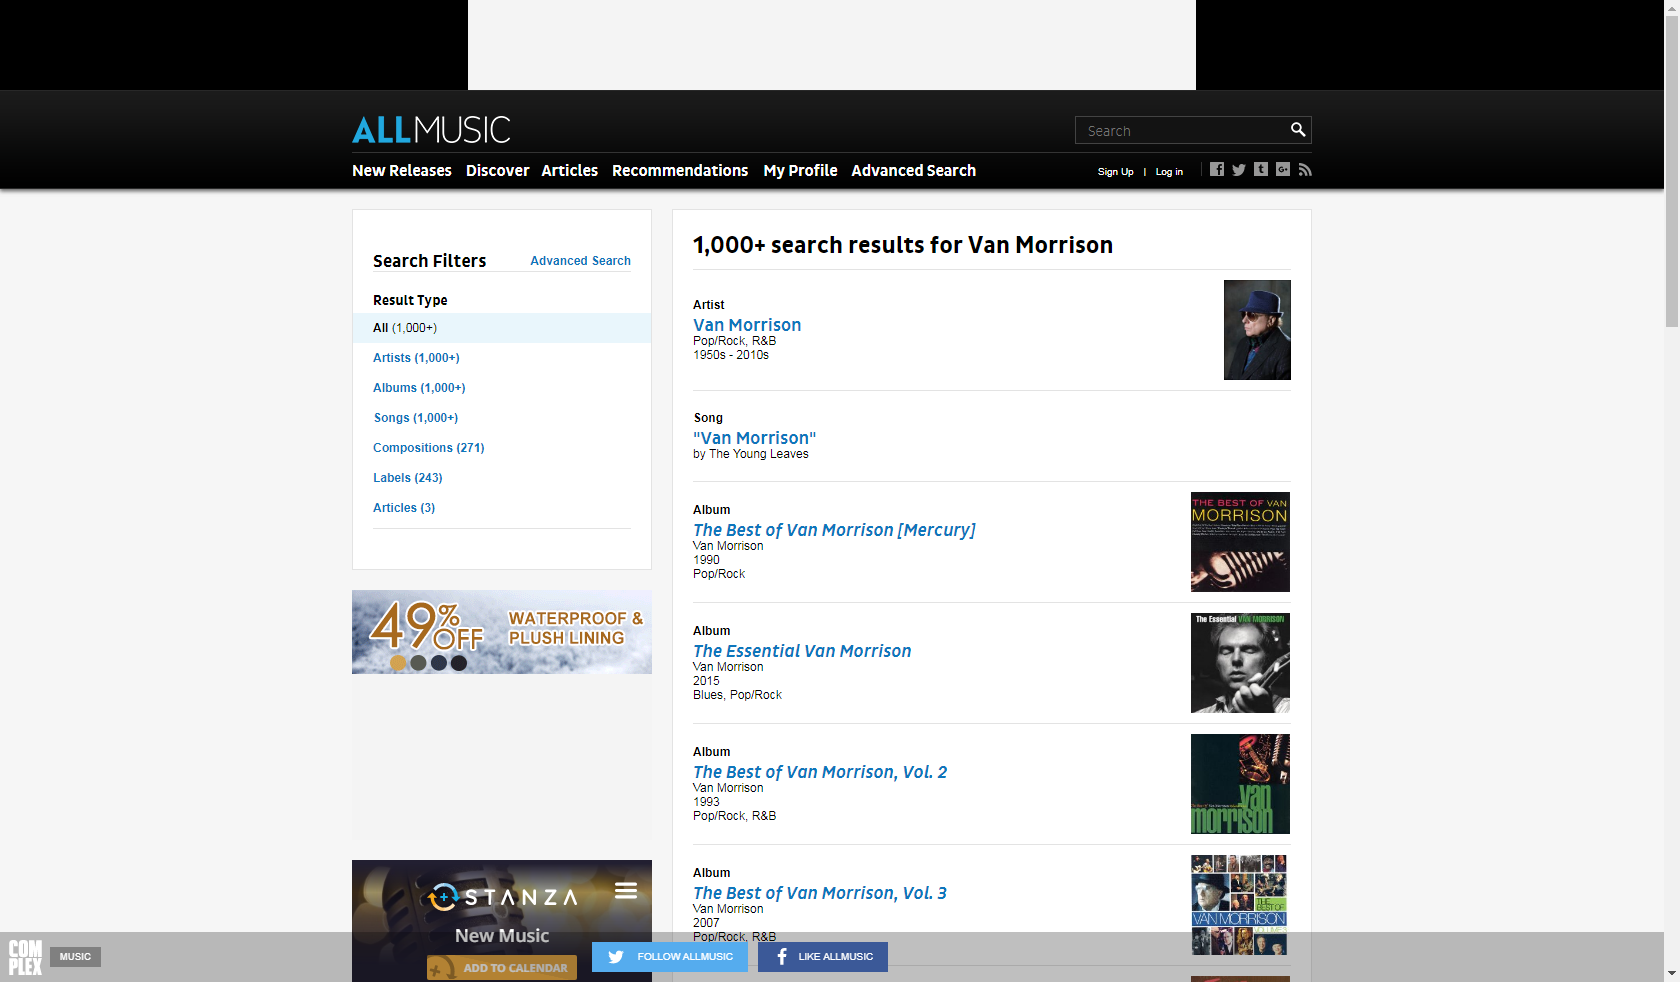 ALLMUSIC
Search
New Releases Discover Articles Recommendations My Profile Advanced Search
Sign Up | Log in
Search Filters
Advanced Search
Result Type
All (1,000+)
Artists (1,000+)
Albums (1,000+)
Songs (1,000+)
Compositions (271)
Labels (243)
Articles (3)
49% OFF
WATERPROOF &
PLUSH LINING
STANZA
New Music
ADD TO CALENDAR
1,000+ search results for Van Morrison
Artist
Van Morrison
Pop/Rock, R&B
1950s - 2010s
Song
"Van Morrison"
by The Young Leaves
Album
The Best of Van Morrison [Mercury]
Van Morrison
1990
Pop/Rock
THE BEST OF VAN
MORRISON
Album
The Essential Van Morrison
Van Morrison
2015
Blues, Pop/Rock
The Essential VAN MORRISON
Album
The Best of Van Morrison, Vol. 2
Van Morrison
1993
Pop/Rock, R&B
van
morrison
Album
The Best of Van Morrison, Vol. 3
Van Morrison
2007
Pop/Rock, R&B
THE
BEST OF
VAN MORRISON
COM
PLEX
MUSIC
FOLLOW ALLMUSIC
LIKE ALLMUSIC